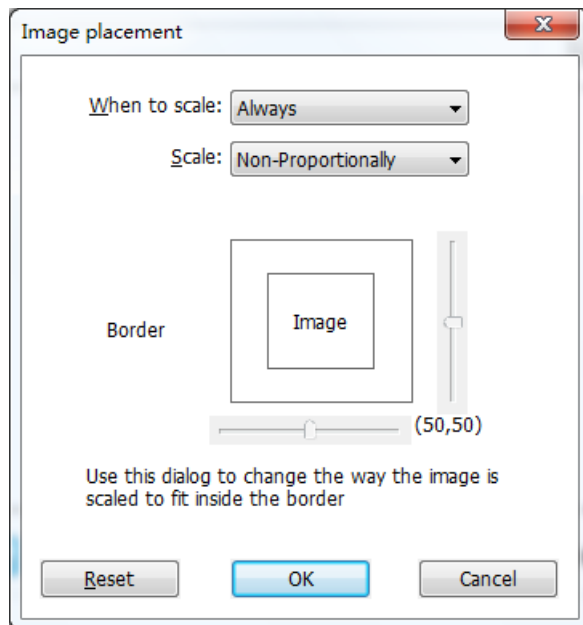 Image placement
When to scale: Always
Scale: Non-Proportionally
Border
Image
(50,50)
Use this dialog to change the way the image is
scaled to fit inside the border
Reset OK Cancel